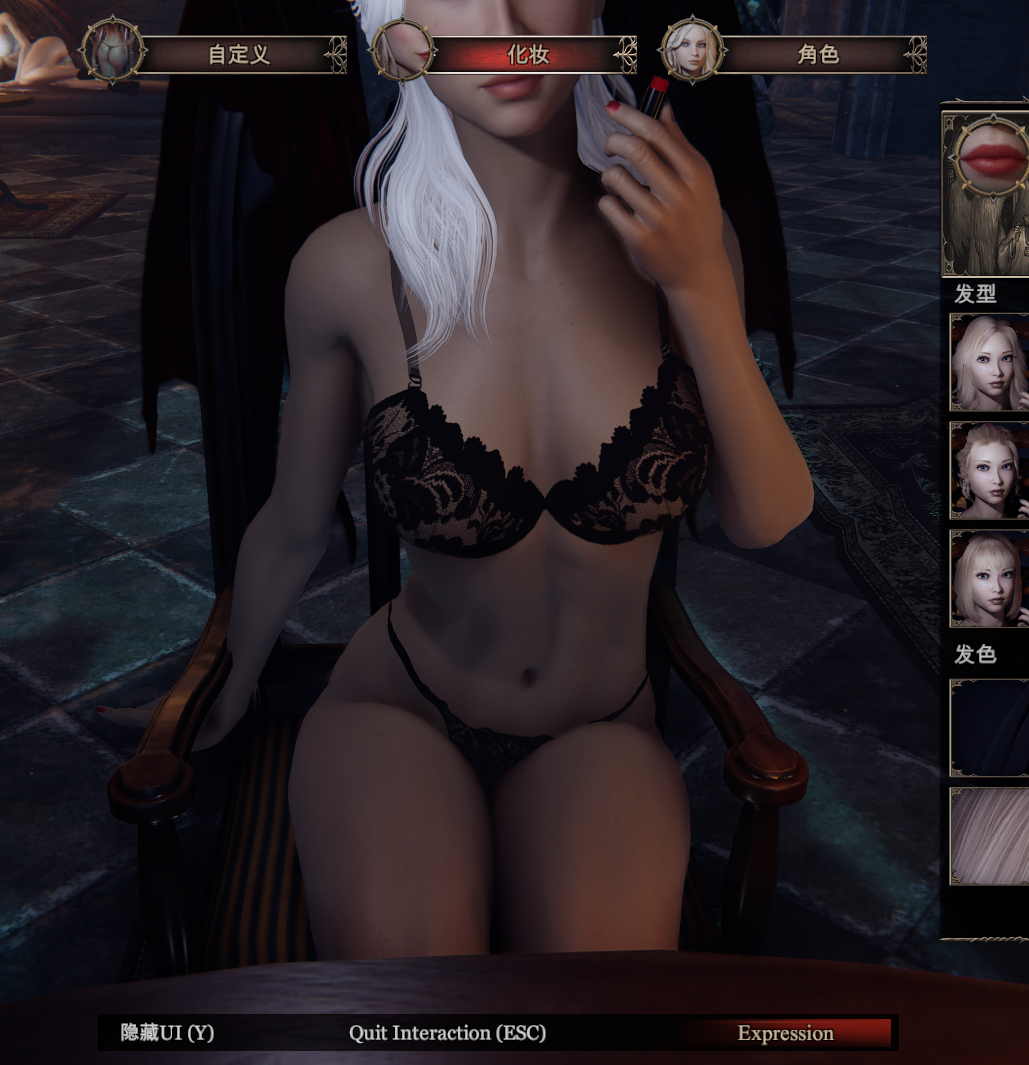 自定义
化妆
角色
发型
发色
隐藏UI (Y)
Quit Interaction (ESC)
Expression